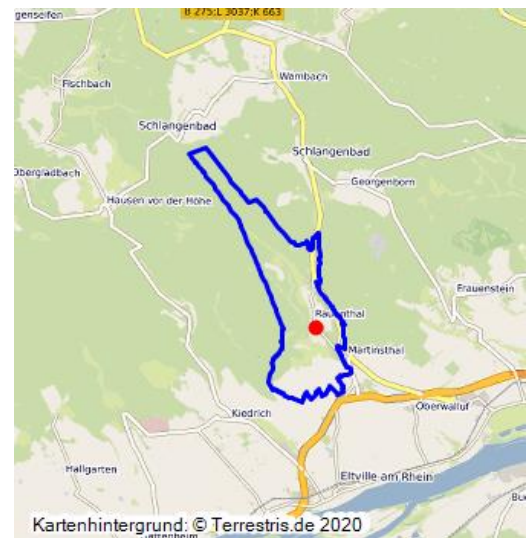 B 275;L 3037;K 663
genseifen
Wambach
Fischbach
Schlangenbad
Schlangenbad
Obergladbach
Georgenborn
Hausen vor der Höhe
Frauenstein
Rauenthal
Martinsthal
Oberwalluf
Kiedrich
Hallgarten
Eltville am Rhein
Kartenhintergrund: © Terrestris.de 2020